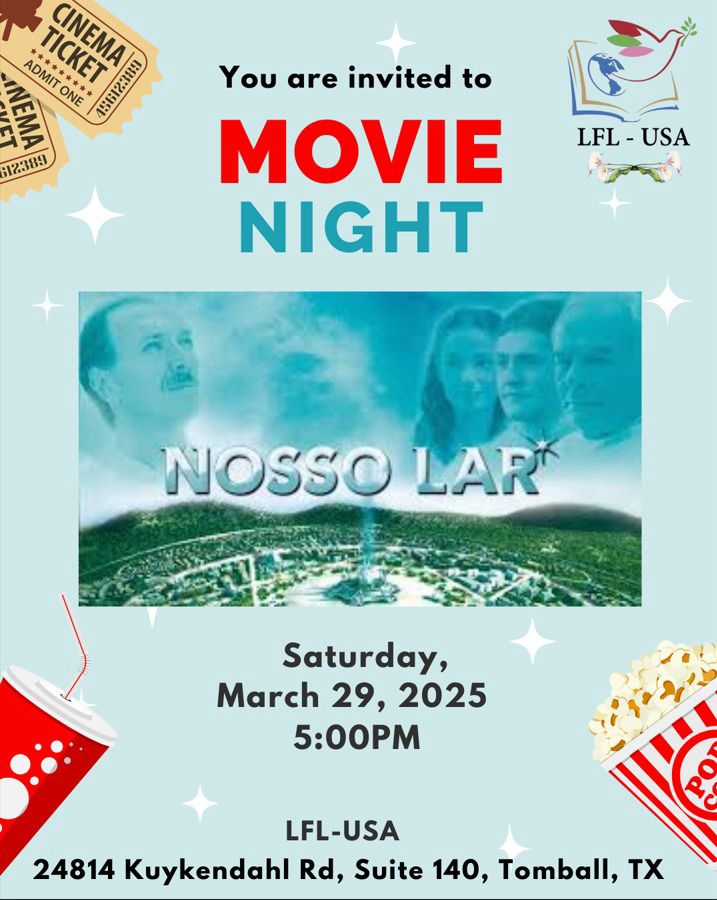 CINEMA
TICKET
ADMIT ONE
CINEMA
TICKET
You are invited to
MOVIE
NIGHT
LFL - USA
NOSSO LAR
Saturday,
March 29, 2025
5:00PM
LFL-USA
24814 Kuykendahl Rd, Suite 140, Tomball, TX